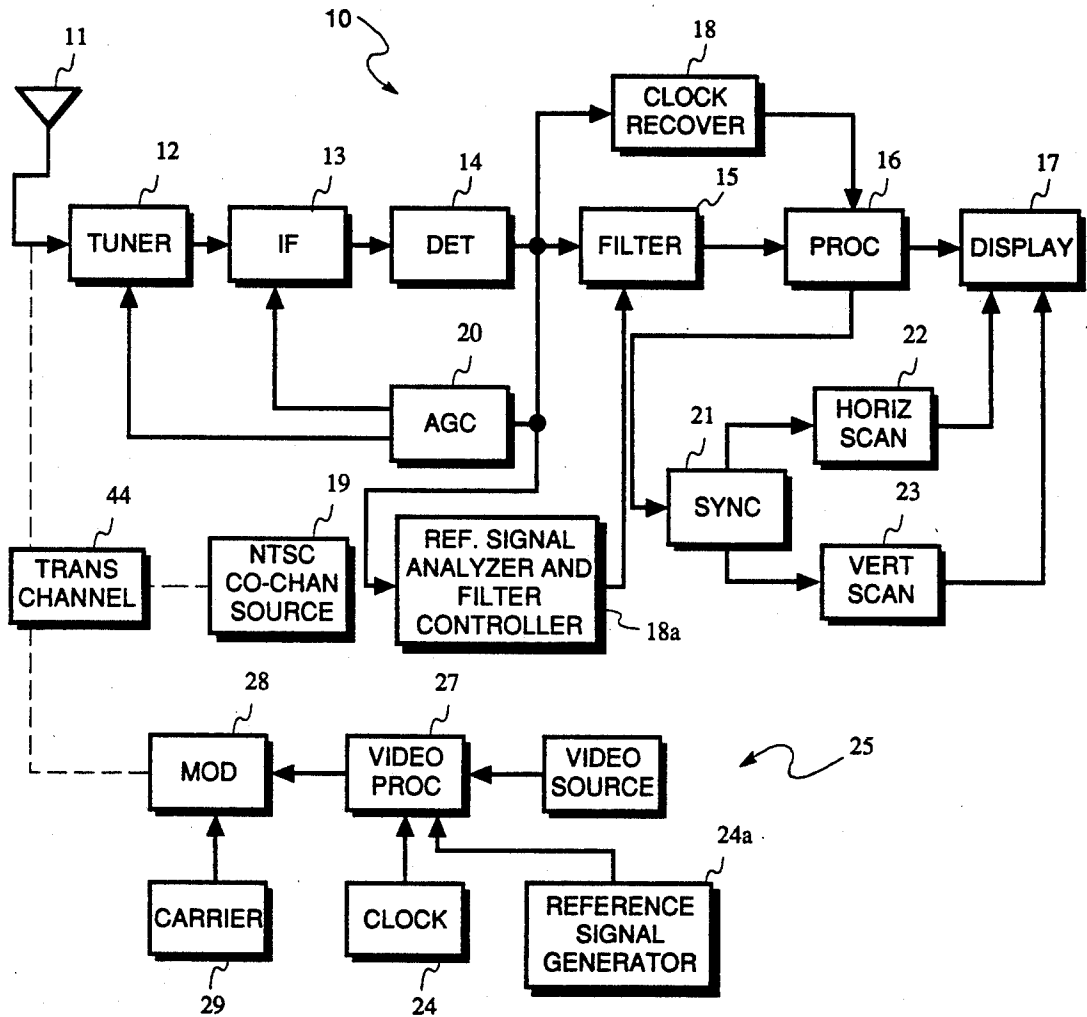 10
11
18
CLOCK
RECOVER
12
13
14
15
16
17
TUNER
IF
DET
FILTER
PROC
DISPLAY
20
AGC
22
HORIZ
SCAN
21
SYNC
23
VERT
SCAN
44
TRANS
CHANNEL
19
NTSC
CO-CHAN
SOURCE
REF. SIGNAL
ANALYZER AND
FILTER
CONTROLLER
18a
28
MOD
27
VIDEO
PROC
VIDEO
SOURCE
25
24a
CARRIER
29
CLOCK
24
REFERENCE
SIGNAL
GENERATOR